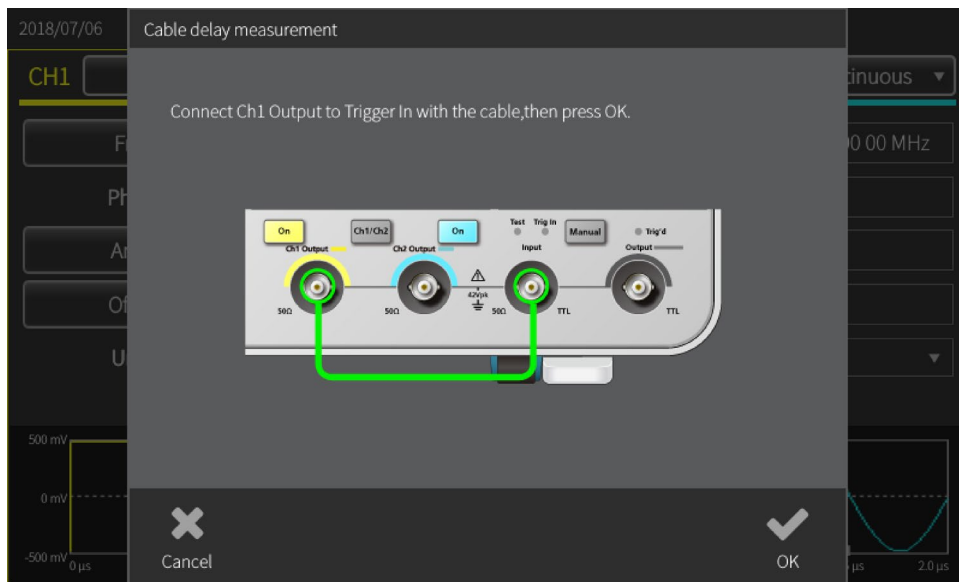 2018/07/06
Cable delay measurement
CH1
tinuous
Connect Ch1 Output to Trigger In with the cable,then press OK.
00 00 MHz
Ph
On
Ch1/Ch2
On
Test Trig In
Manual
Trig'd
Ch1 Output
Ch2 Output
Input
Output
42Vpk
50Ω
50Ω
50Ω
TTL
TTL
Of
500 mV
0 mV
-500 mV
0 µs
µs
2.0 µs
Cancel
OK